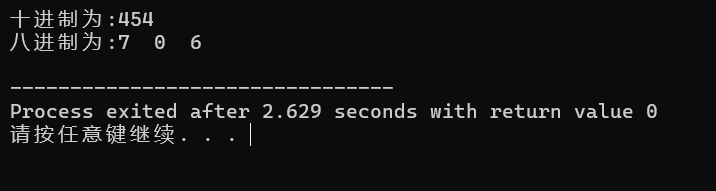 十进制为:454
八进制为:7  0  6
--------------------------------
Process exited after 2.629 seconds with return value 0
请按任意键继续. . .